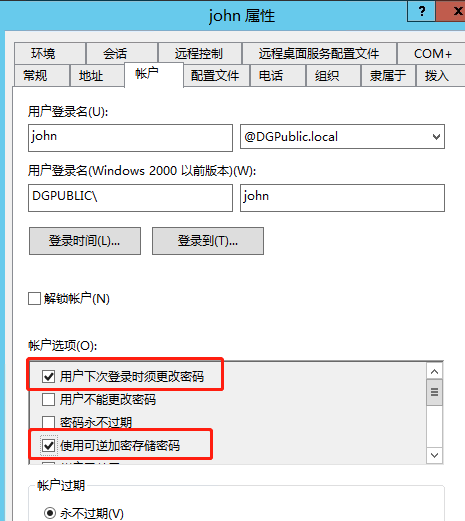 john 属性
?
环境 会话 远程控制 远程桌面服务配置文件 COM+
常规 地址 帐户 配置文件 电话 组织 隶属于 拨入
用户登录名(U):
john @DGPublic.local
用户登录名(Windows 2000 以前版本)(W):
DGPUBLIC\ john
登录时间(L)... 登录到(T)...
解锁帐户(N)
帐户选项(O):
用户下次登录时须更改密码
用户不能更改密码
密码永不过期
使用可逆加密存储密码
帐户过期
永不过期(V)